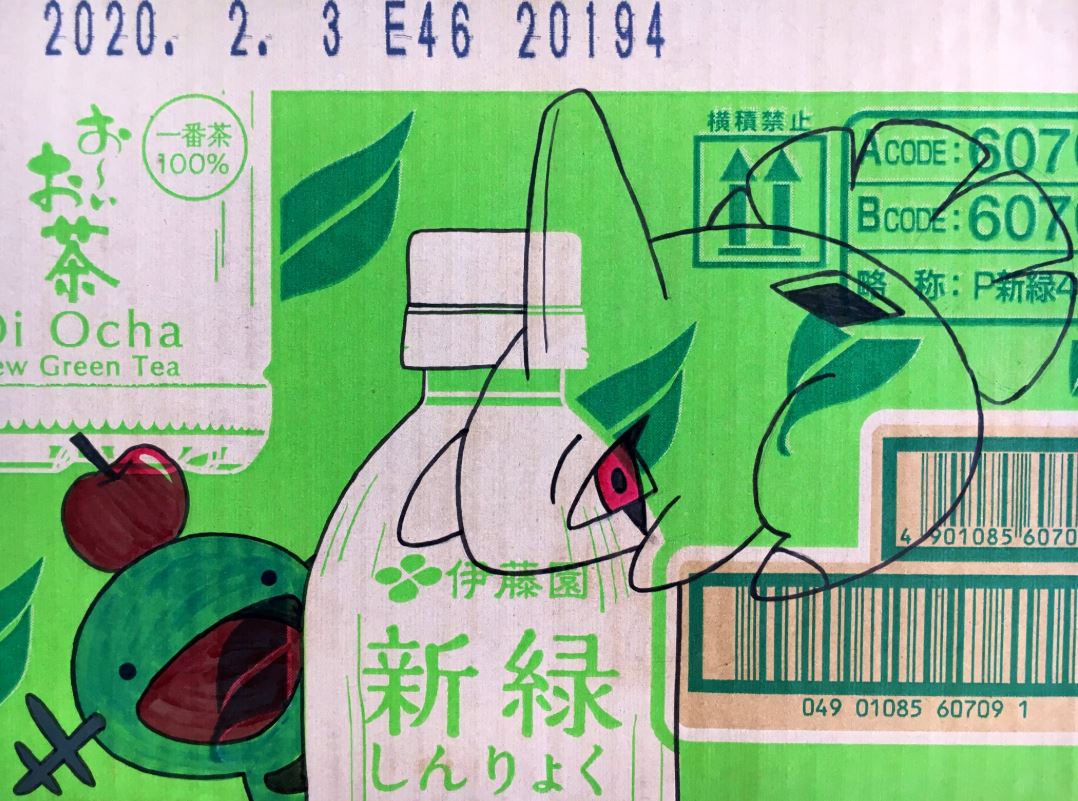 2020. 2. 3 E46 20194
お～いお茶
一番茶
100%
Oi Ocha
ew Green Tea
横積禁止
ACODE: 6070
BCODE: 607
略 称: P新緑4
4 901085 6070
049 01085 60709 1
伊藤園
新緑
しんりょく